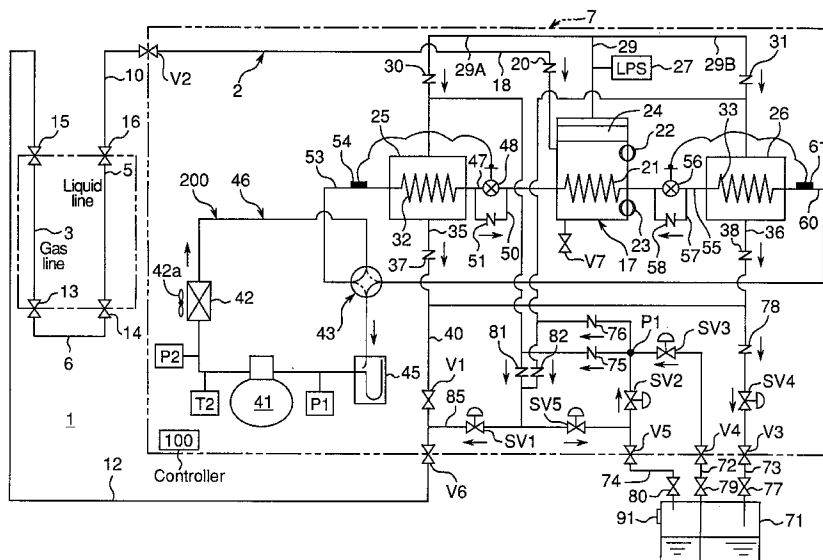 7
31
20
30
29A
18
29
29B
27
LPS
10
V2
2
15
16
5
Liquid line
3
Gas line
13
14
6
1
12
54
53
25
47
48
24
22
21
33
26
56
61
60
200
46
32
35
50
51
37
V7
23
17
58
57
55
38
36
42a
42
43
40
81
82
76
P1
SV3
78
75
P2
T2
41
P1
45
V1
85
SV1
SV5
SV2
SV4
V5
V4
V3
100
Controller
V6
72
73
74
80
79
77
91
71